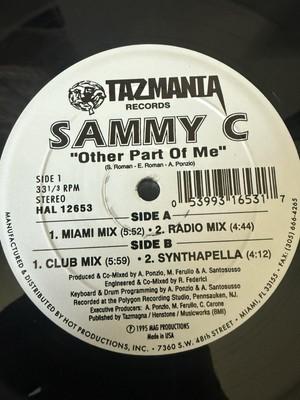 TAZMANIA
RECORDS
SAMMY C
"Other Part Of Me"
(S. Roman - E. Roman - A. Ponzio)
SIDE 1
33 1/3 RPM
Stereo
HAL 12653
0 53993 16531 7
SIDE A
1. MIAMI MIX (5:52) • 2. RADIO MIX (4:44)
SIDE B
1. CLUB MIX (5:59) • 2. SYNTHAPELLA (4:12)
Produced & Co-Mixed by A. Ponzio, M. Ferullo & A. Santosusso
Engineered & Co-Mixed by R. Federici
Keyboard & Drum Programming by A. Ponzio & A. Santosusso
Recorded at the Polygon Recording Studio, Pennsauken, NJ.
Executive Producers: A. Ponzio, M. Ferullo, C. Cerone
Published by Tazmagna / Henstone / Musicworks (BMI)
℗ 1995 MAG PRODUCTIONS
Made in USA
MANUFACTURED & DISTRIBUTED BY HOT PRODUCTIONS, INC. • 7360 S.W. 48th STREET • MIAMI, FL 33155 • FAX: (305) 666-4265